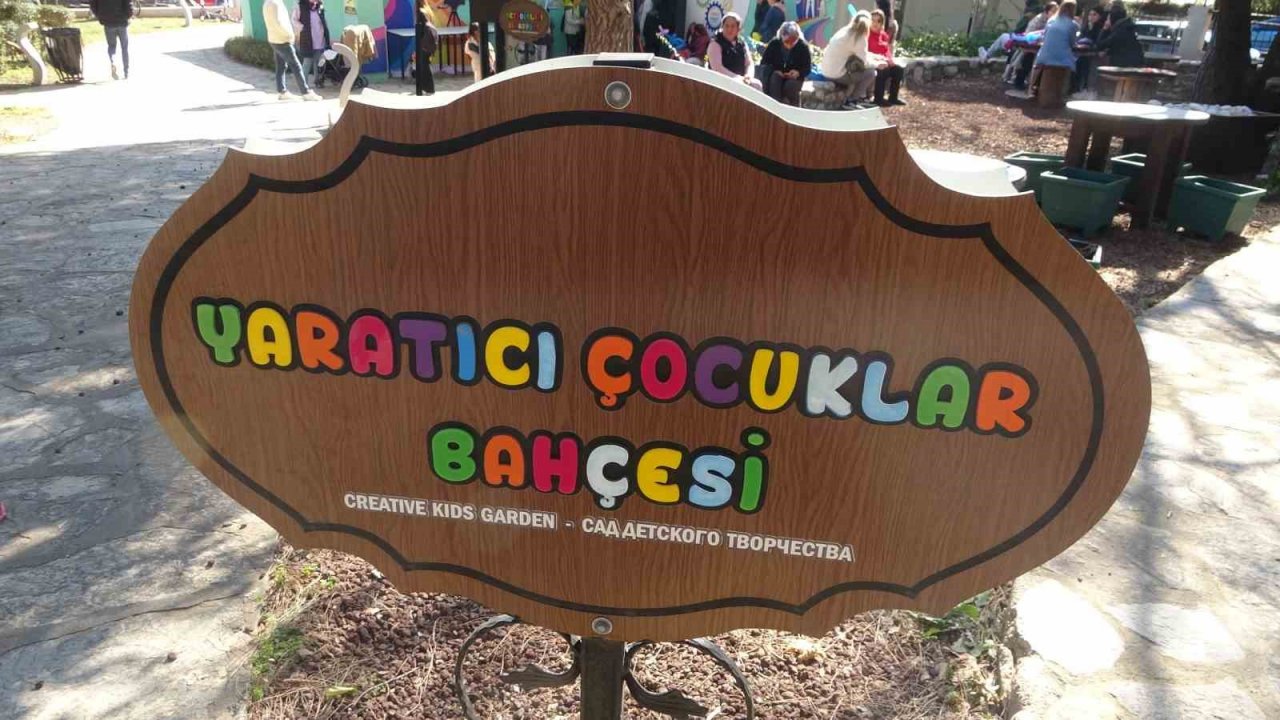 YARATICI ÇOCUKLAR
BAHÇESİ
CREATIVE KIDS GARDEN - САД ДЕТСКОГО ТВОРЧЕСТВА